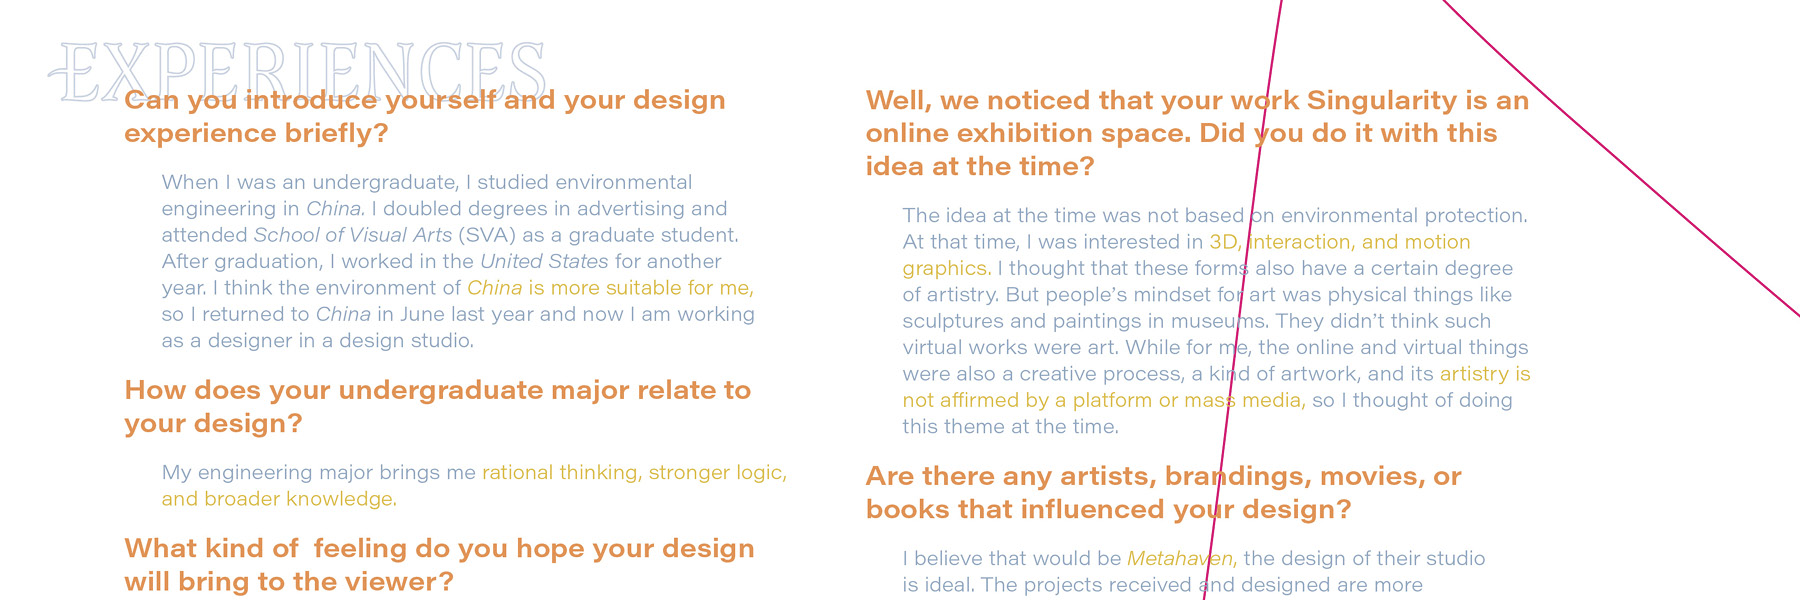 EXPERIENCES
Can you introduce yourself and your design
experience briefly?
When I was an undergraduate, I studied environmental
engineering in China. I doubled degrees in advertising and
attended School of Visual Arts (SVA) as a graduate student.
After graduation, I worked in the United States for another
year. I think the environment of China is more suitable for me,
so I returned to China in June last year and now I am working
as a designer in a design studio.
How does your undergraduate major relate to
your design?
My engineering major brings me rational thinking, stronger logic,
and broader knowledge.
What kind of  feeling do you hope your design
will bring to the viewer?
Well, we noticed that your work Singularity is an
online exhibition space. Did you do it with this
idea at the time?
The idea at the time was not based on environmental protection.
At that time, I was interested in 3D, interaction, and motion
graphics. I thought that these forms also have a certain degree
of artistry. But people’s mindset for art was physical things like
sculptures and paintings in museums. They didn’t think such
virtual works were art. While for me, the online and virtual things
were also a creative process, a kind of artwork, and its artistry is
not affirmed by a platform or mass media, so I thought of doing
this theme at the time.
Are there any artists, brandings, movies, or
books that influenced your design?
I believe that would be Metahaven, the design of their studio
is ideal. The projects received and designed are more